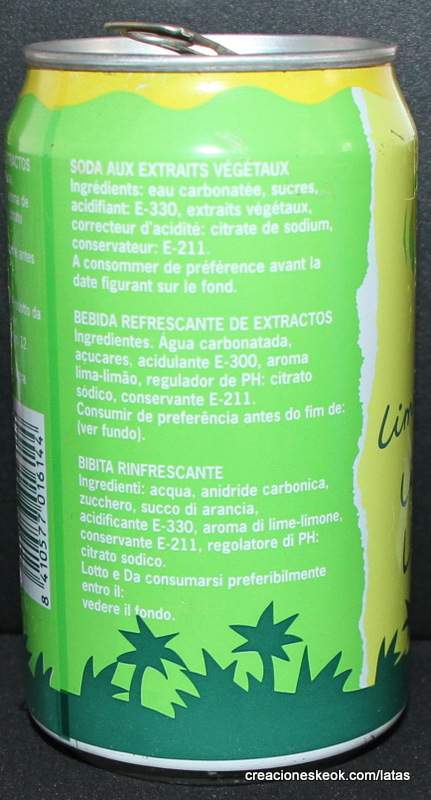 SODA AUX EXTRAITS VÉGÉTAUX
Ingrédients: eau carbonatée, sucres,
acidifiant: E-330, extraits végétaux,
correcteur d'acidité: citrate de sodium,
conservateur: E-211.
A consommer de préférence avant la
date figurant sur le fond.
BEBIDA REFRESCANTE DE EXTRACTOS
Ingredientes. Água carbonatada,
açucares, acidulante E-300, aroma
lima-limão, regulador de PH: citrato
sódico, conservante E-211.
Consumir de preferência antes do fim de:
(ver fundo).
BIBITA RINFRESCANTE
Ingredienti: acqua, anidride carbonica,
zucchero, succo di arancia,
acidificante E-330, aroma di lime-limone,
conservante E-211, regolatore di PH:
citrato sodico.
Lotto e Da consumarsi preferibilmente
entro il:
vedere il fondo.
8 410577 016144
creacioneskeok.com/latas